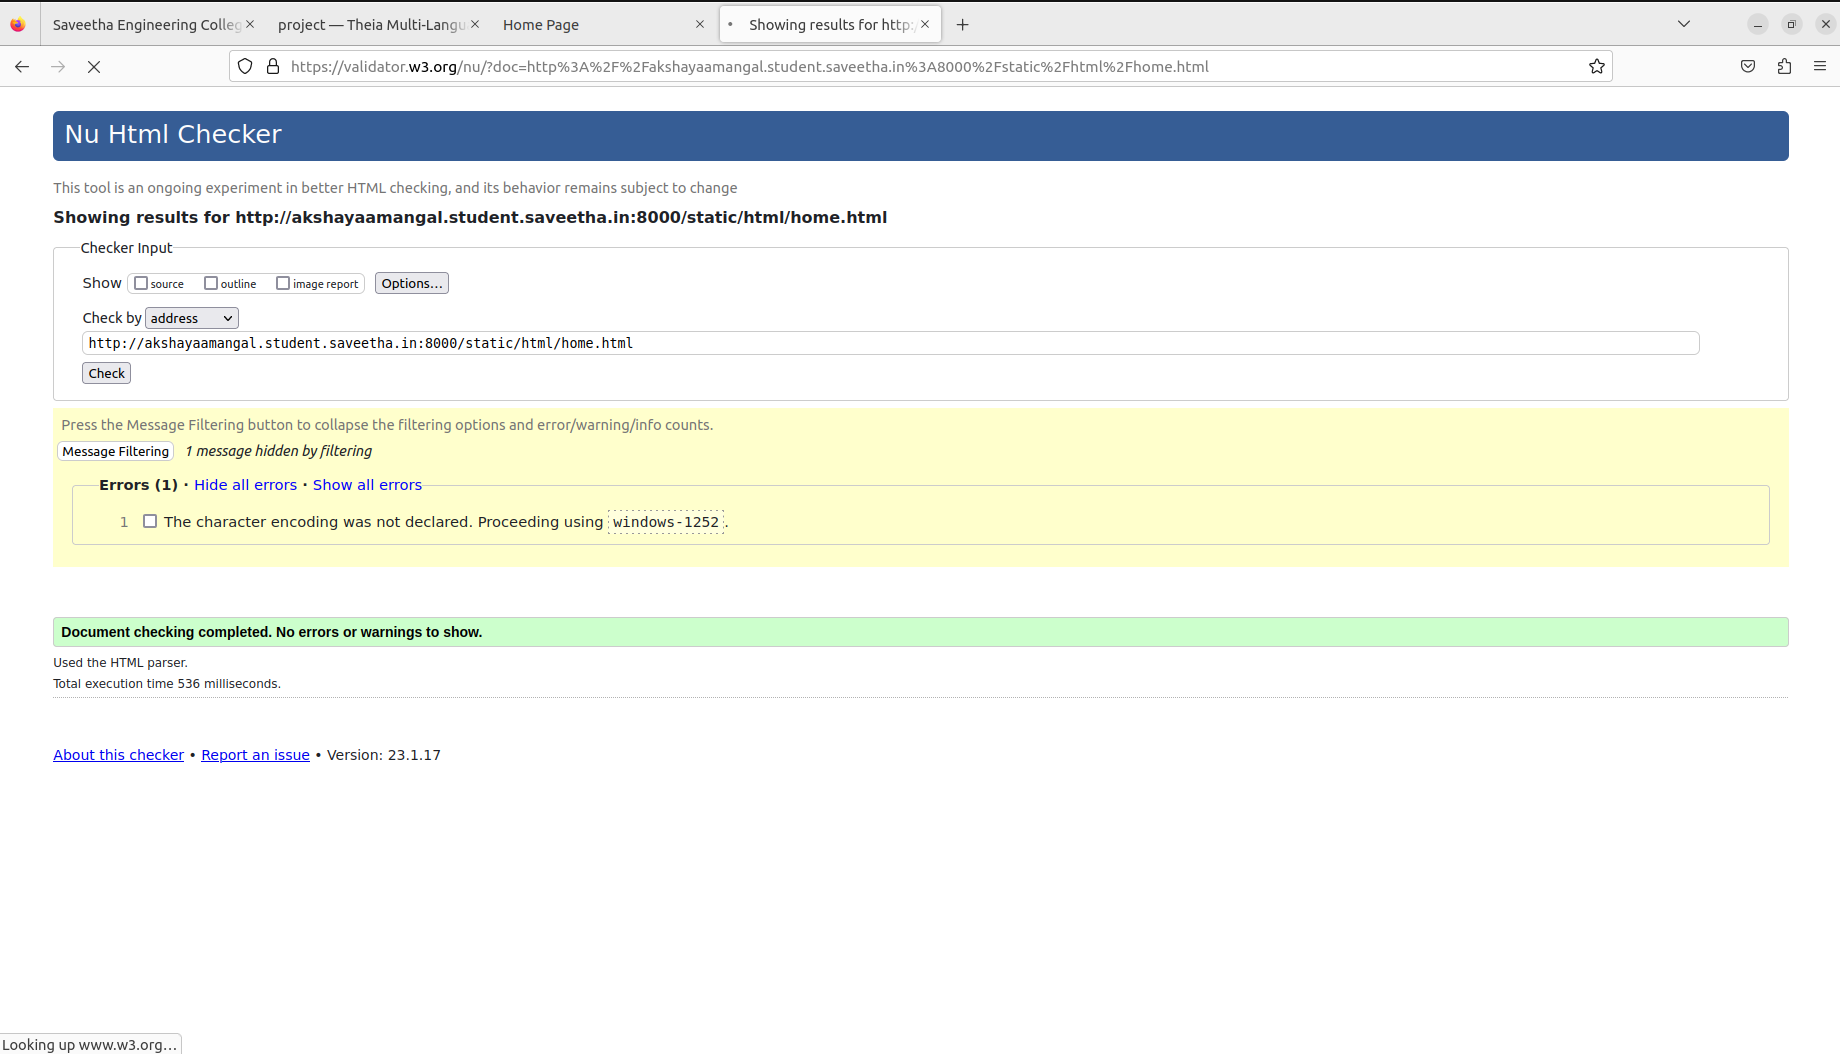 Saveetha Engineering Colleg
project — Theia Multi-Langu
Home Page
Showing results for http:/
https://validator.w3.org/nu/?doc=http%3A%2F%2Fakshayaamangal.student.saveetha.in%3A8000%2Fstatic%2Fhtml%2Fhome.html
Nu Html Checker
This tool is an ongoing experiment in better HTML checking, and its behavior remains subject to change
Showing results for http://akshayaamangal.student.saveetha.in:8000/static/html/home.html
Checker Input
Show source outline image report Options...
Check by address
http://akshayaamangal.student.saveetha.in:8000/static/html/home.html
Check
Press the Message Filtering button to collapse the filtering options and error/warning/info counts.
Message Filtering 1 message hidden by filtering
Errors (1) · Hide all errors · Show all errors
1 The character encoding was not declared. Proceeding using windows-1252.
Document checking completed. No errors or warnings to show.
Used the HTML parser.
Total execution time 536 milliseconds.
About this checker • Report an issue • Version: 23.1.17
Looking up www.w3.org...